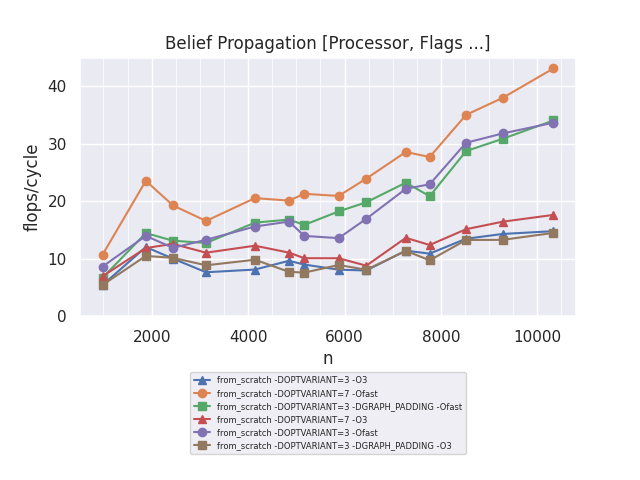 Belief Propagation [Processor, Flags ...]
flops/cycle
40
30
20
10
0
2000 4000 6000 8000 10000
n
from_scratch -DOPTVARIANT=3 -O3
from_scratch -DOPTVARIANT=7 -Ofast
from_scratch -DOPTVARIANT=3 -DGRAPH_PADDING -Ofast
from_scratch -DOPTVARIANT=7 -O3
from_scratch -DOPTVARIANT=3 -Ofast
from_scratch -DOPTVARIANT=3 -DGRAPH_PADDING -O3